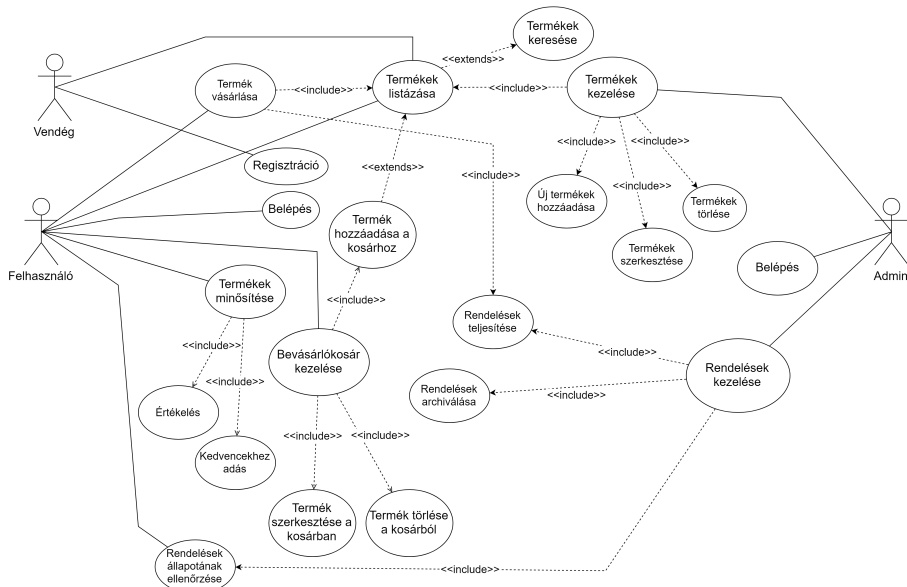 Termékek
keresése
<<extends>>
Vendég
Termék
vásárlása
<<include>>
Termékek
listázása
<<include>>
Termékek
kezelése
<<include>>
<<include>>
<<include>>
Regisztráció
<<extends>>
Új termékek
hozzáadása
Termékek
törlése
Belépés
Termék
hozzáadása a
kosárhoz
Termékek
szerkesztése
Felhasználó
Belépés
Admin
Termékek
minősítése
<<include>>
Rendelések
teljesítése
<<include>>
<<include>>
Bevásárlókosár
kezelése
<<include>>
Rendelések
kezelése
Rendelések
archiválása
<<include>>
Értékelés
<<include>>
<<include>>
Kedvencekhez
adás
Termék
szerkesztése a
kosárban
Termék törlése
a kosárból
Rendelések
állapotának
ellenőrzése
<<include>>